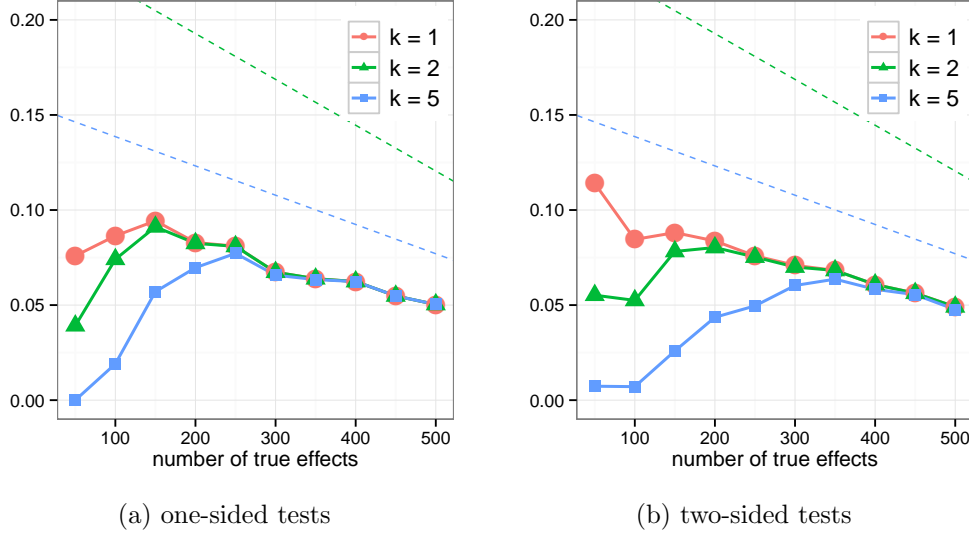 0.20
0.15
0.10
0.05
0.00
k = 1
k = 2
k = 5
100 200 300 400 500
number of true effects
(a) one-sided tests
0.20
0.15
0.10
0.05
0.00
k = 1
k = 2
k = 5
100 200 300 400 500
number of true effects
(b) two-sided tests